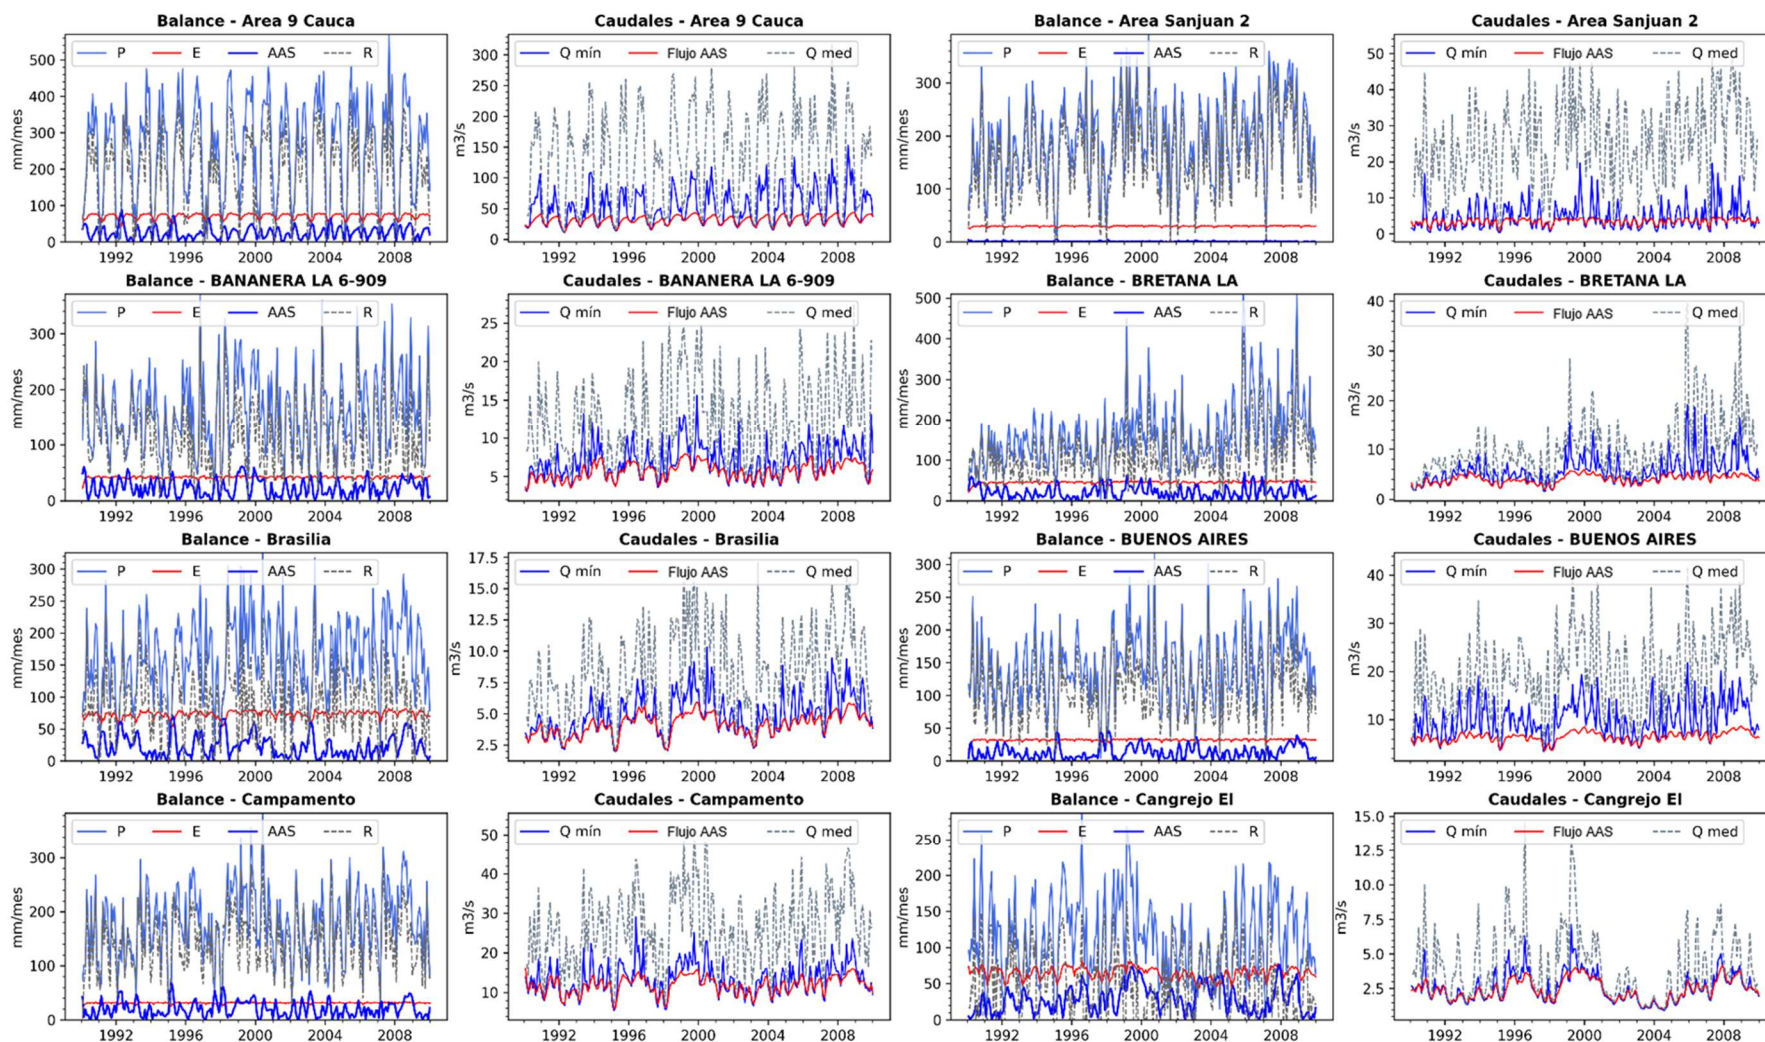 Balance - Area 9 Cauca
mm/mes
500
400
300
200
100
0
P E AAS R
1992 1996 2000 2004 2008
Caudales - Area 9 Cauca
m3/s
300
250
200
150
100
50
0
Q mín Flujo AAS Q med
1992 1996 2000 2004 2008
Balance - Area Sanjuan 2
mm/mes
300
200
100
0
P E AAS R
1992 1996 2000 2004 2008
Caudales - Area Sanjuan 2
m3/s
50
40
30
20
10
0
Q mín Flujo AAS Q med
1992 1996 2000 2004 2008
Balance - BANANERA LA 6-909
mm/mes
300
200
100
0
P E AAS R
1992 1996 2000 2004 2008
Caudales - BANANERA LA 6-909
m3/s
25
20
15
10
5
Q mín Flujo AAS Q med
1992 1996 2000 2004 2008
Balance - BRETANA LA
mm/mes
500
400
300
200
100
0
P E AAS R
1992 1996 2000 2004 2008
Caudales - BRETANA LA
m3/s
40
30
20
10
0
Q mín Flujo AAS Q med
1992 1996 2000 2004 2008
Balance - Brasilia
mm/mes
300
250
200
150
100
50
0
P E AAS R
1992 1996 2000 2004 2008
Caudales - Brasilia
m3/s
17.5
15.0
12.5
10.0
7.5
5.0
2.5
Q mín Flujo AAS Q med
1992 1996 2000 2004 2008
Balance - BUENOS AIRES
mm/mes
300
250
200
150
100
50
0
P E AAS R
1992 1996 2000 2004 2008
Caudales - BUENOS AIRES
m3/s
40
30
20
10
Q mín Flujo AAS Q med
1992 1996 2000 2004 2008
Balance - Campamento
mm/mes
300
200
100
0
P E AAS R
1992 1996 2000 2004 2008
Caudales - Campamento
m3/s
50
40
30
20
10
Q mín Flujo AAS Q med
1992 1996 2000 2004 2008
Balance - Cangrejo El
mm/mes
250
200
150
100
50
0
P E AAS R
1992 1996 2000 2004 2008
Caudales - Cangrejo El
m3/s
15.0
12.5
10.0
7.5
5.0
2.5
Q mín Flujo AAS Q med
1992 1996 2000 2004 2008